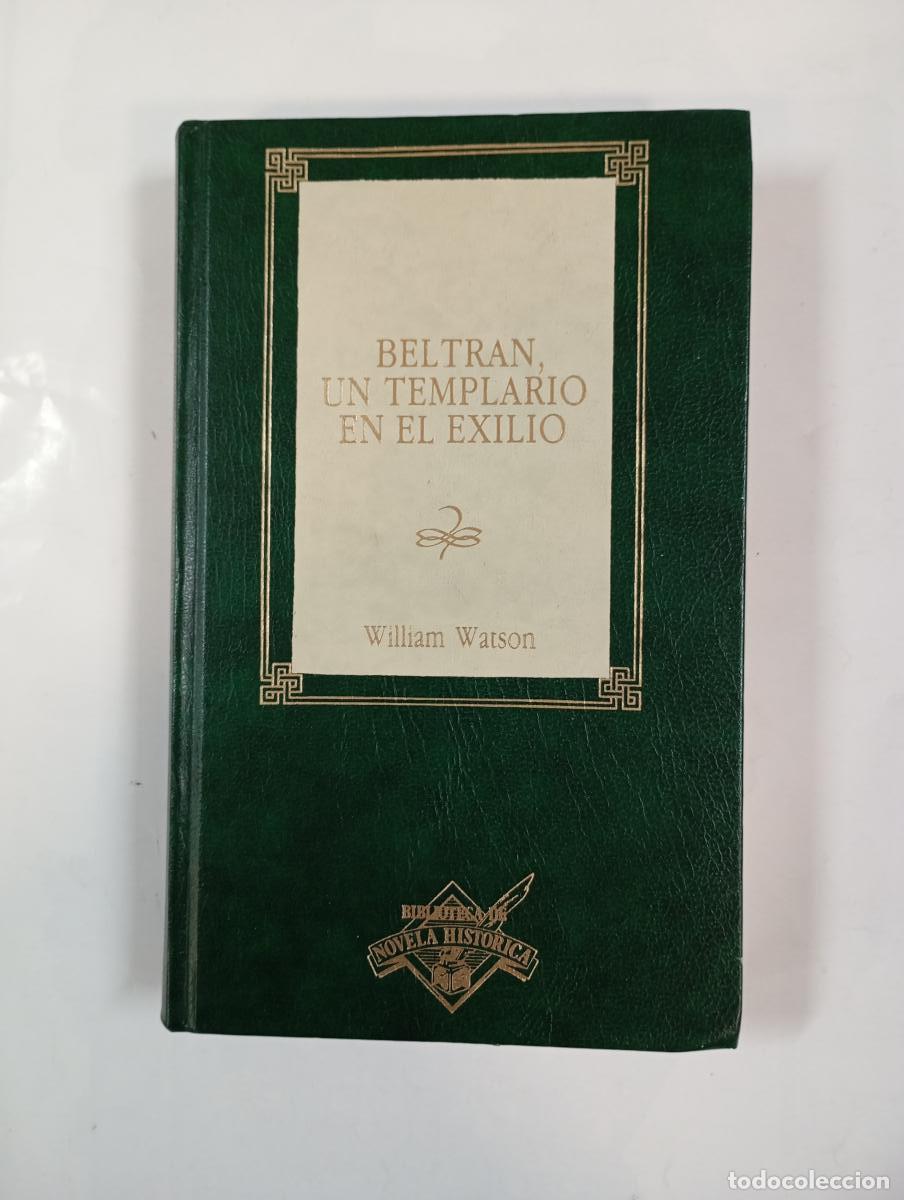 BELTRAN,
UN TEMPLARIO
EN EL EXILIO
William Watson
BIBLIOTECA DE
NOVELA HISTORICA
todocoleccion